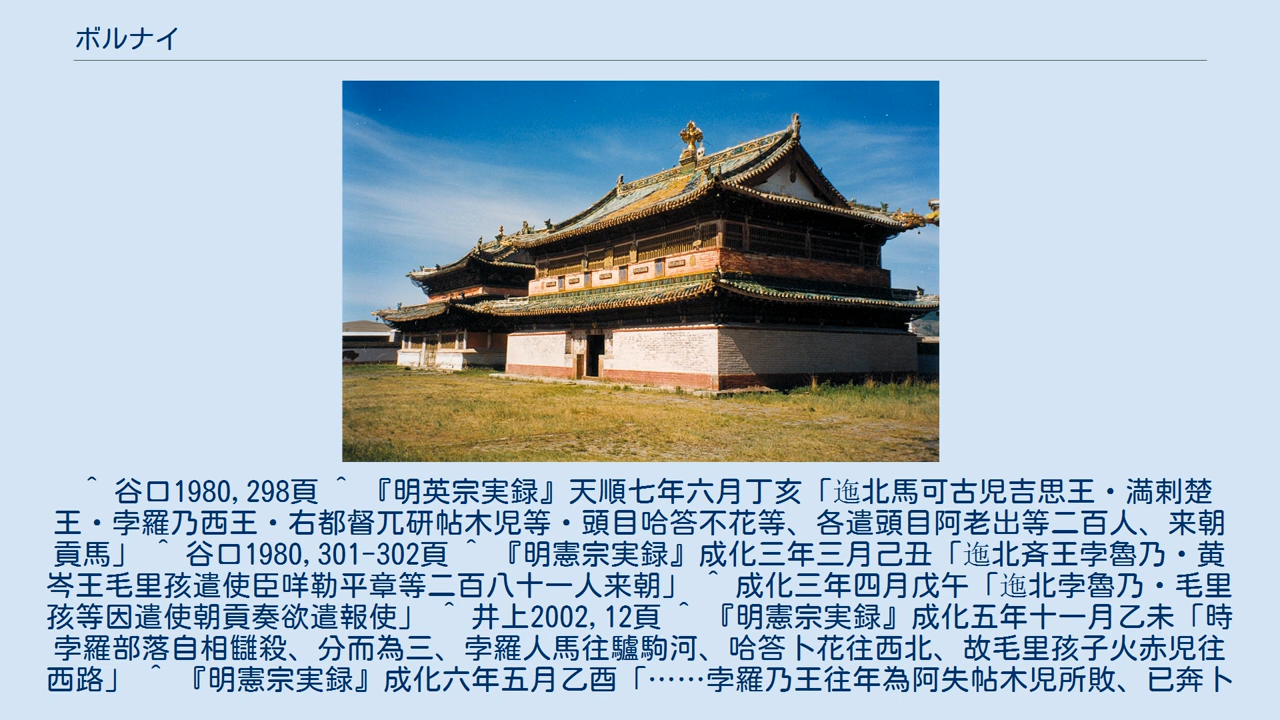 ボルナイ
^ 谷口1980,298頁 ^ 『明英宗実録』天順七年六月丁亥「迤北馬可古児吉思王・満剌楚
王・孛羅乃西王・右都督兀研帖木児等・頭目哈答不花等、各遣頭目阿老出等二百人、来朝
貢馬」 ^ 谷口1980,301-302頁 ^ 『明憲宗実録』成化三年三月己丑「迤北斉王孛魯乃・黄
岑王毛里孩遣使臣咩勒平章等二百八十一人来朝」 ^ 成化三年四月戊午「迤北孛魯乃・毛里
孩等因遣使朝貢奏欲遣報使」 ^ 井上2002,12頁 ^ 『明憲宗実録』成化五年十一月乙未「時
孛羅部落自相讎殺、分而為三、孛羅人馬往驢駒河、哈答卜花往西北、故毛里孩子火赤児往
西路」 ^ 『明憲宗実録』成化六年五月乙酉「……孛羅乃王往年為阿失帖木児所敗、已奔卜